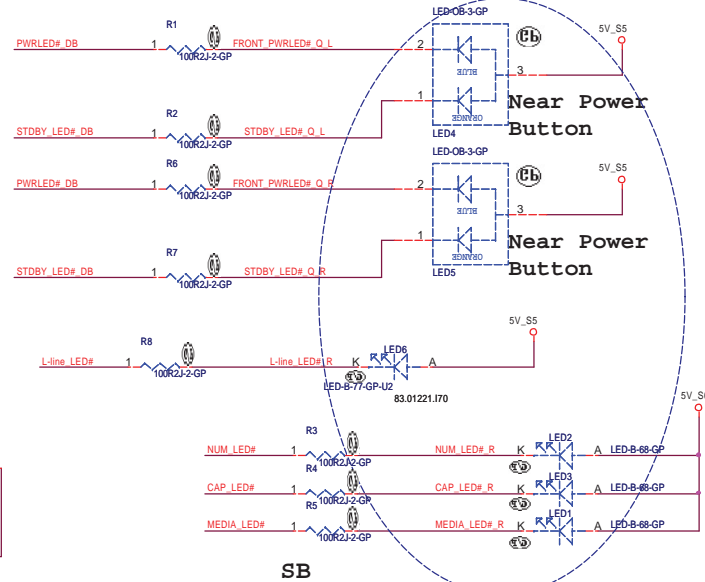 LED-OB-3-GP
R1
5V_S5
PWRLED#_DB 1 FRONT_PWRLED#_Q_L 2
100R2J-2-GP
BLUE 3
Near Power
Button
R2 1
ORANGE
STDBY_LED#_DB 1 STDBY_LED#_Q_L
LED4
100R2J-2-GP
LED-OB-3-GP
R6
5V_S5
PWRLED#_DB 1 FRONT_PWRLED#_Q_R 2
100R2J-2-GP
BLUE 3
Near Power
Button
R7 1
ORANGE
STDBY_LED#_DB 1 STDBY_LED#_Q_R
LED5
100R2J-2-GP
5V_S5
R8
LED6
L-line_LED# 1 L-line_LED#_R K A
100R2J-2-GP
LED-B-77-GP-U2
83.01221.I70
R3
LED2
NUM_LED# 1 NUM_LED#_R K A LED-B-68-GP
100R2J-2-GP
R4
LED3
CAP_LED# 1 CAP_LED#_R K A LED-B-68-GP
100R2J-2-GP
R5
LED1
MEDIA_LED# 1 MEDIA_LED#_R K A LED-B-68-GP
100R2J-2-GP
SB